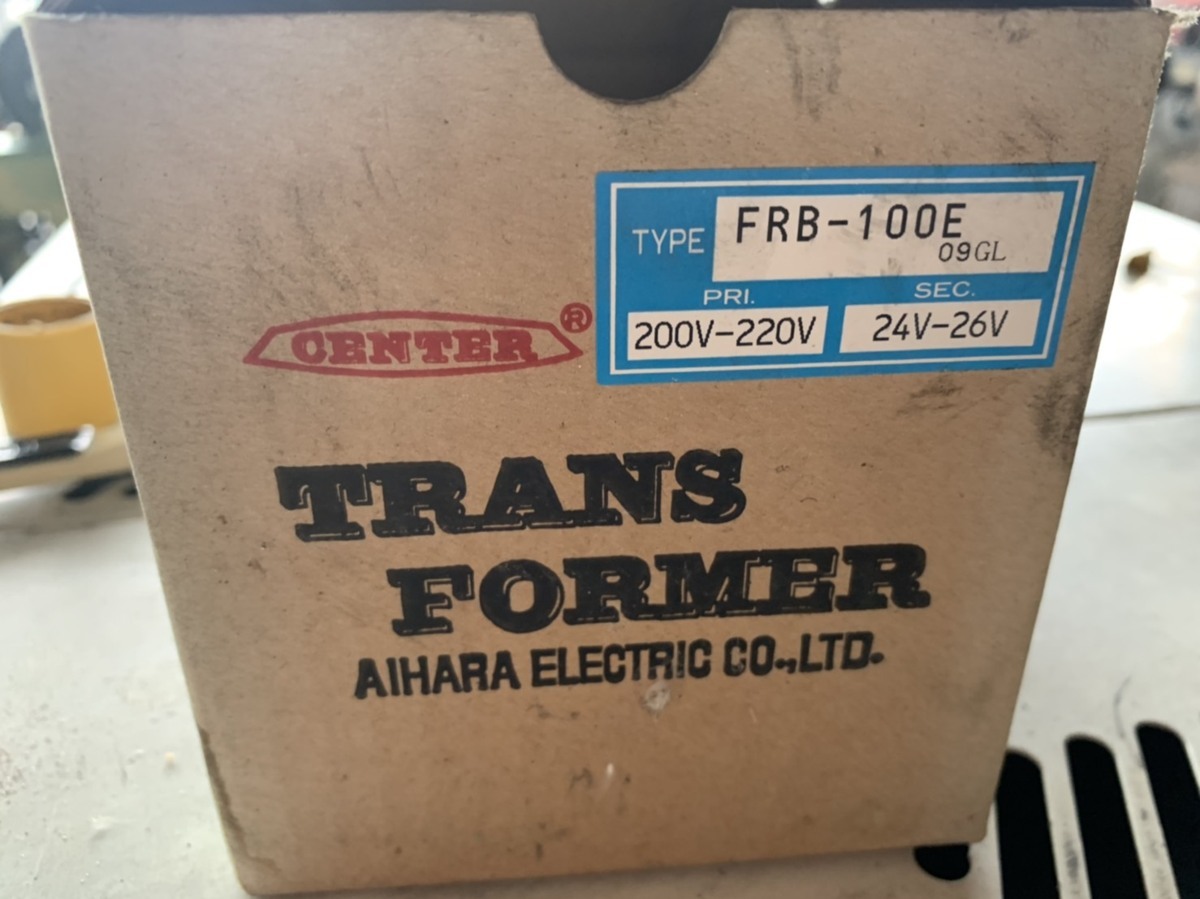 TYPE FRB-100E
09GL
PRI. SEC.
200V-220V 24V-26V
CENTER ®
TRANS
FORMER
AIHARA ELECTRIC CO.,LTD.